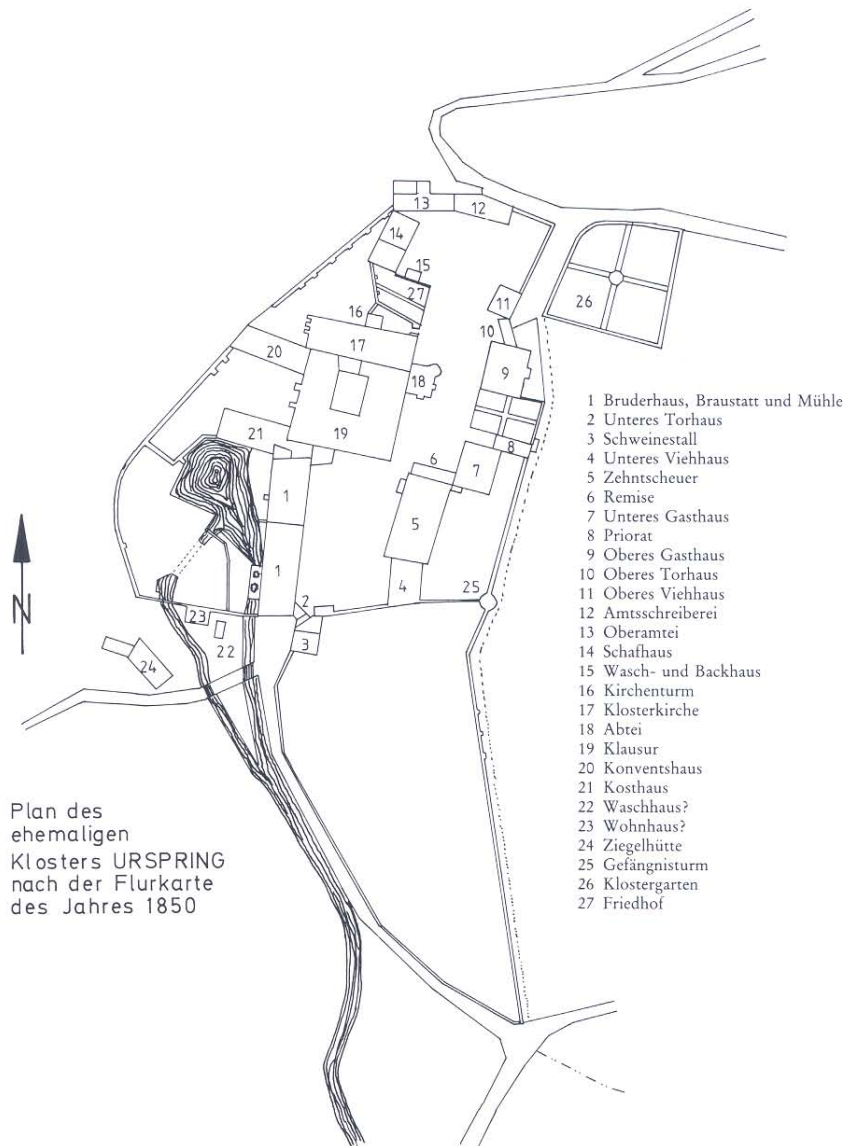 13
12
14
15
27
26
16
11
10
17
20
9
18
21
19
8
6
7
1
5
1
4
25
2
23
22
3
24
N
1 Bruderhaus, Braustatt und Mühle
2 Unteres Torhaus
3 Schweinestall
4 Unteres Viehhaus
5 Zehntscheuer
6 Remise
7 Unteres Gasthaus
8 Priorat
9 Oberes Gasthaus
10 Oberes Torhaus
11 Oberes Viehhaus
12 Amtsschreiberei
13 Oberamtei
14 Schafhaus
15 Wasch- und Backhaus
16 Kirchenturm
17 Klosterkirche
18 Abtei
19 Klausur
20 Konventshaus
21 Kosthaus
22 Waschhaus?
23 Wohnhaus?
24 Ziegelhütte
25 Gefängnisturm
26 Klostergarten
27 Friedhof
Plan des
ehemaligen
Klosters URSPRING
nach der Flurkarte
des Jahres 1850